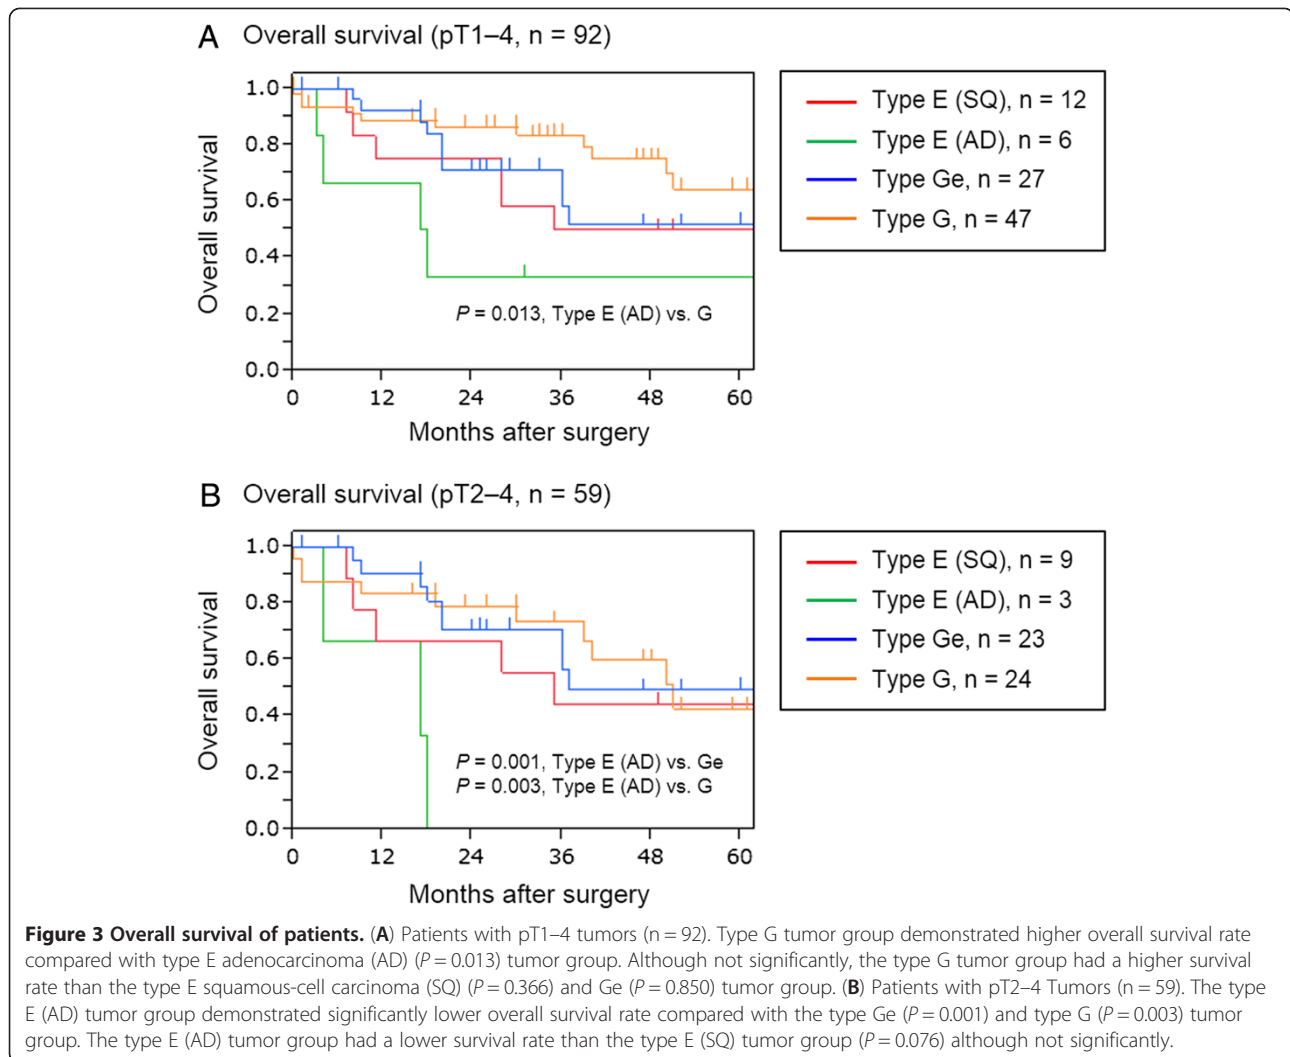 A Overall survival (pT1–4, n = 92)
1.0
0.8
0.6
0.4
0.2
0.0
Overall survival
P = 0.013, Type E (AD) vs. G
0 12 24 36 48 60
Months after surgery
Type E (SQ), n = 12
Type E (AD), n = 6
Type Ge, n = 27
Type G, n = 47
B Overall survival (pT2–4, n = 59)
1.0
0.8
0.6
0.4
0.2
0.0
Overall survival
P = 0.001, Type E (AD) vs. Ge
P = 0.003, Type E (AD) vs. G
0 12 24 36 48 60
Months after surgery
Type E (SQ), n = 9
Type E (AD), n = 3
Type Ge, n = 23
Type G, n = 24
Figure 3 Overall survival of patients. (A) Patients with pT1–4 tumors (n = 92). Type G tumor group demonstrated higher overall survival rate
compared with type E adenocarcinoma (AD) (P = 0.013) tumor group. Although not significantly, the type G tumor group had a higher survival
rate than the type E squamous-cell carcinoma (SQ) (P = 0.366) and Ge (P = 0.850) tumor group. (B) Patients with pT2–4 Tumors (n = 59). The type
E (AD) tumor group demonstrated significantly lower overall survival rate compared with the type Ge (P = 0.001) and type G (P = 0.003) tumor
group. The type E (AD) tumor group had a lower survival rate than the type E (SQ) tumor group (P = 0.076) although not significantly.